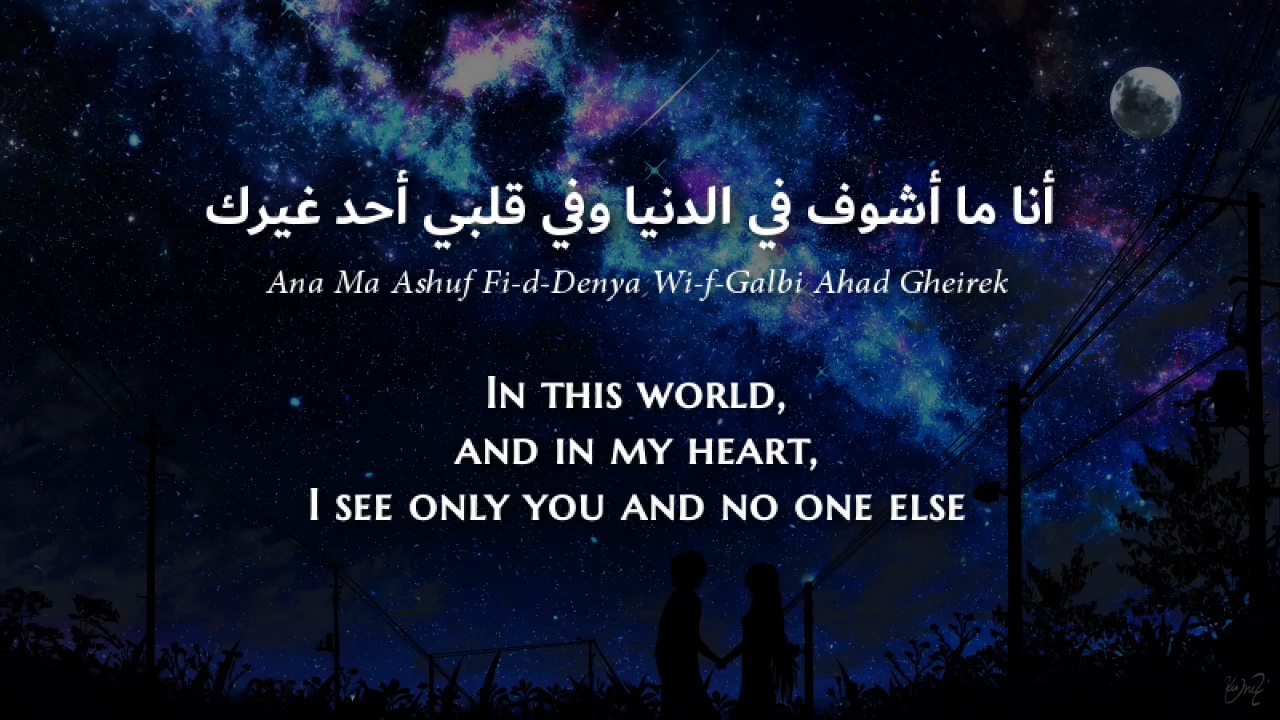 أنا ما أشوف في الدنيا وفي قلبي أحد غيرك
Ana Ma Ashuf Fi-d-Denya Wi-f-Galbi Ahad Gheirek
In this world,
and in my heart,
I see only you and no one else